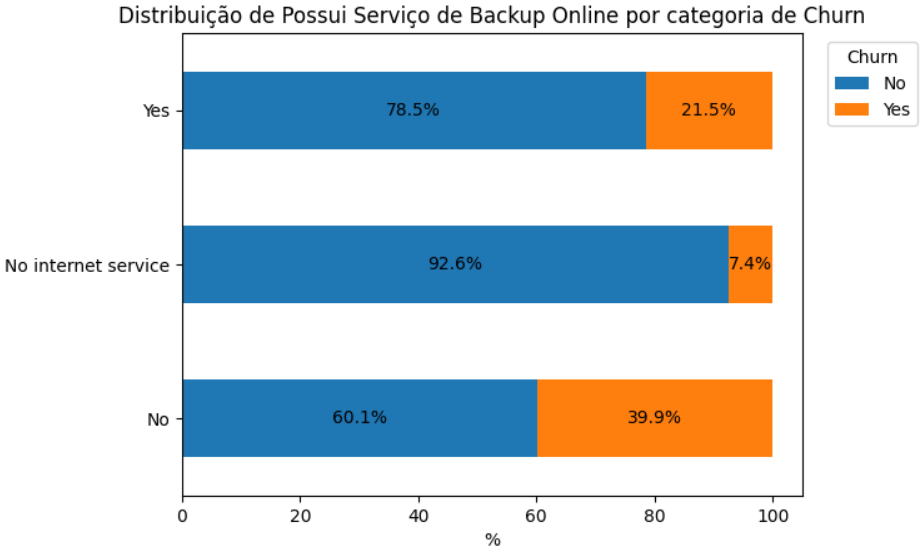 Distribuição de Possui Serviço de Backup Online por categoria de Churn
Churn
No
Yes
Yes
78.5%
21.5%
No internet service
92.6%
7.4%
No
60.1%
39.9%
0
20
40
60
80
100
%